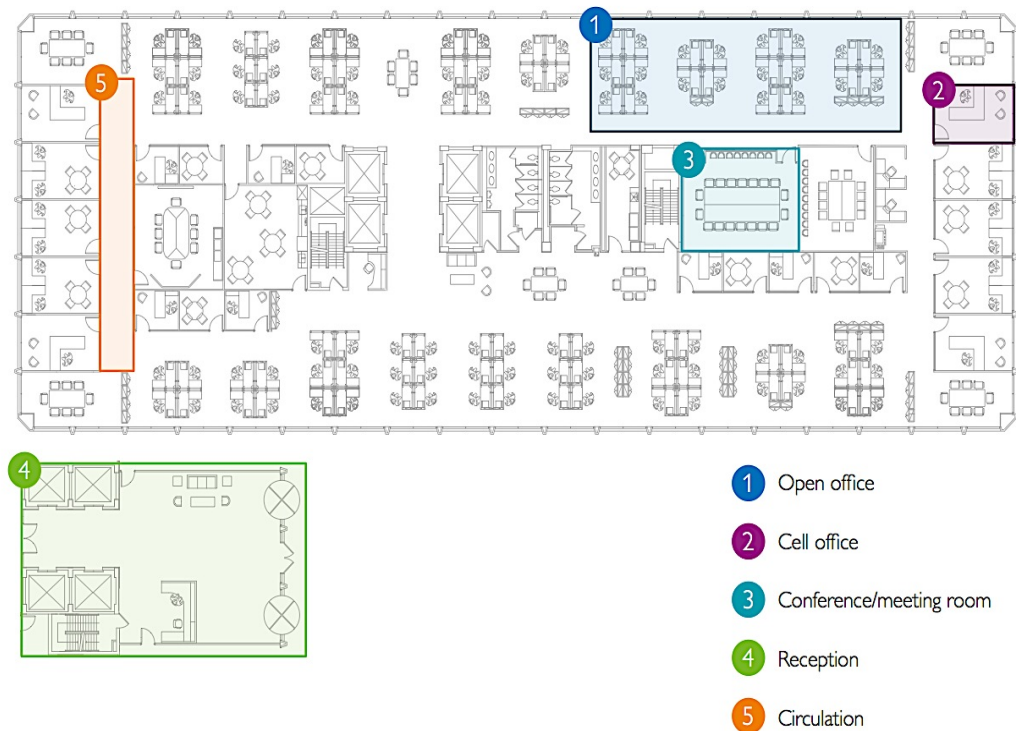 1
5
2
3
4
1 Open office
2 Cell office
3 Conference/meeting room
4 Reception
5 Circulation